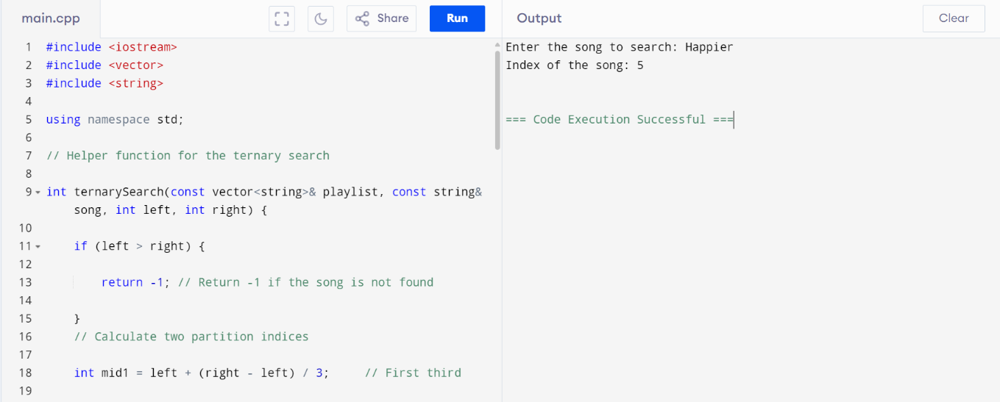 main.cpp
Share
Run
Output
Clear
1 #include <iostream>
2 #include <vector>
3 #include <string>
4
5 using namespace std;
6
7 // Helper function for the ternary search
8
9 int ternarySearch(const vector<string>& playlist, const string&
song, int left, int right) {
10
11 if (left > right) {
12
13 return -1; // Return -1 if the song is not found
14
15 }
16 // Calculate two partition indices
17
18 int mid1 = left + (right - left) / 3; // First third
19
Enter the song to search: Happier
Index of the song: 5
=== Code Execution Successful ===